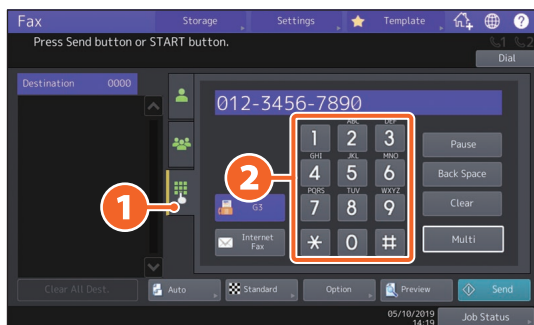 Fax
Storage
Settings
Template
Press Send button or START button.
1
2
Dial
Destination 0000
012-3456-7890
1
ABC
2
DEF
3
Pause
GHI
4
JKL
5
MNO
6
Back Space
PQRS
7
TUV
8
WXYZ
9
Clear
G3
Internet
Fax
*
0
#
Multi
1
2
Clear All Dest.
Auto
Standard
Option
Preview
Send
05/10/2019
14:19
Job Status